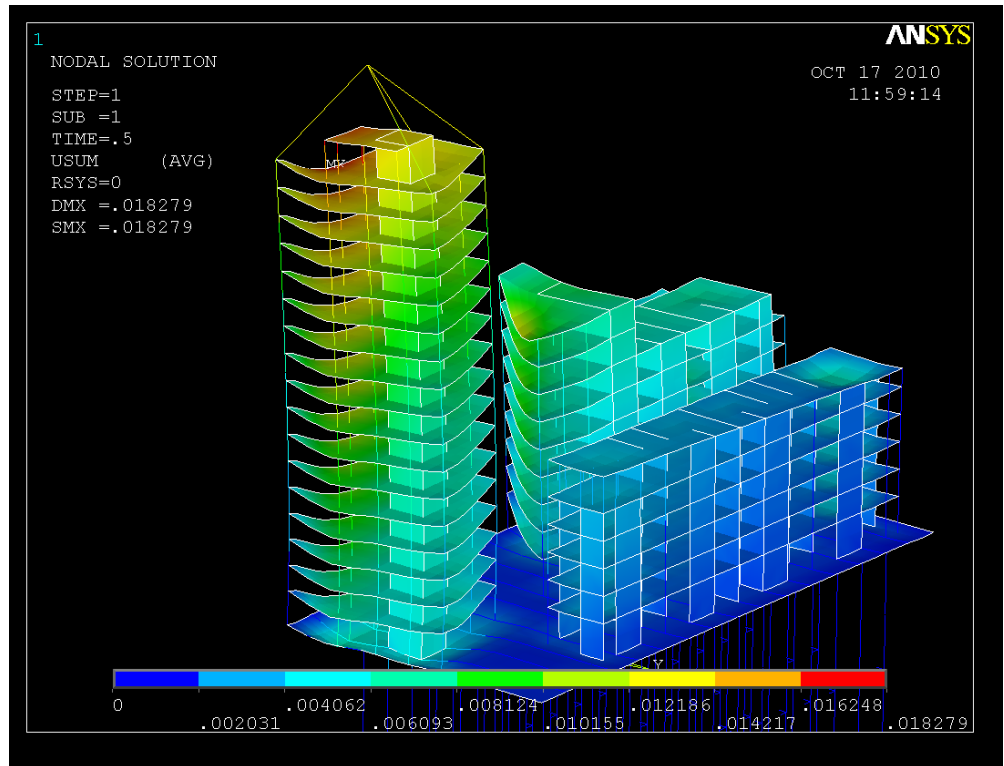 1
ANSYS
NODAL SOLUTION
OCT 17 2010
11:59:14
STEP=1
SUB =1
TIME=.5
USUM (AVG)
RSYS=0
DMX =.018279
SMX =.018279
MX
Y
0 .004062 .008124 .012186 .016248
.002031 .006093 .010155 .014217 .018279